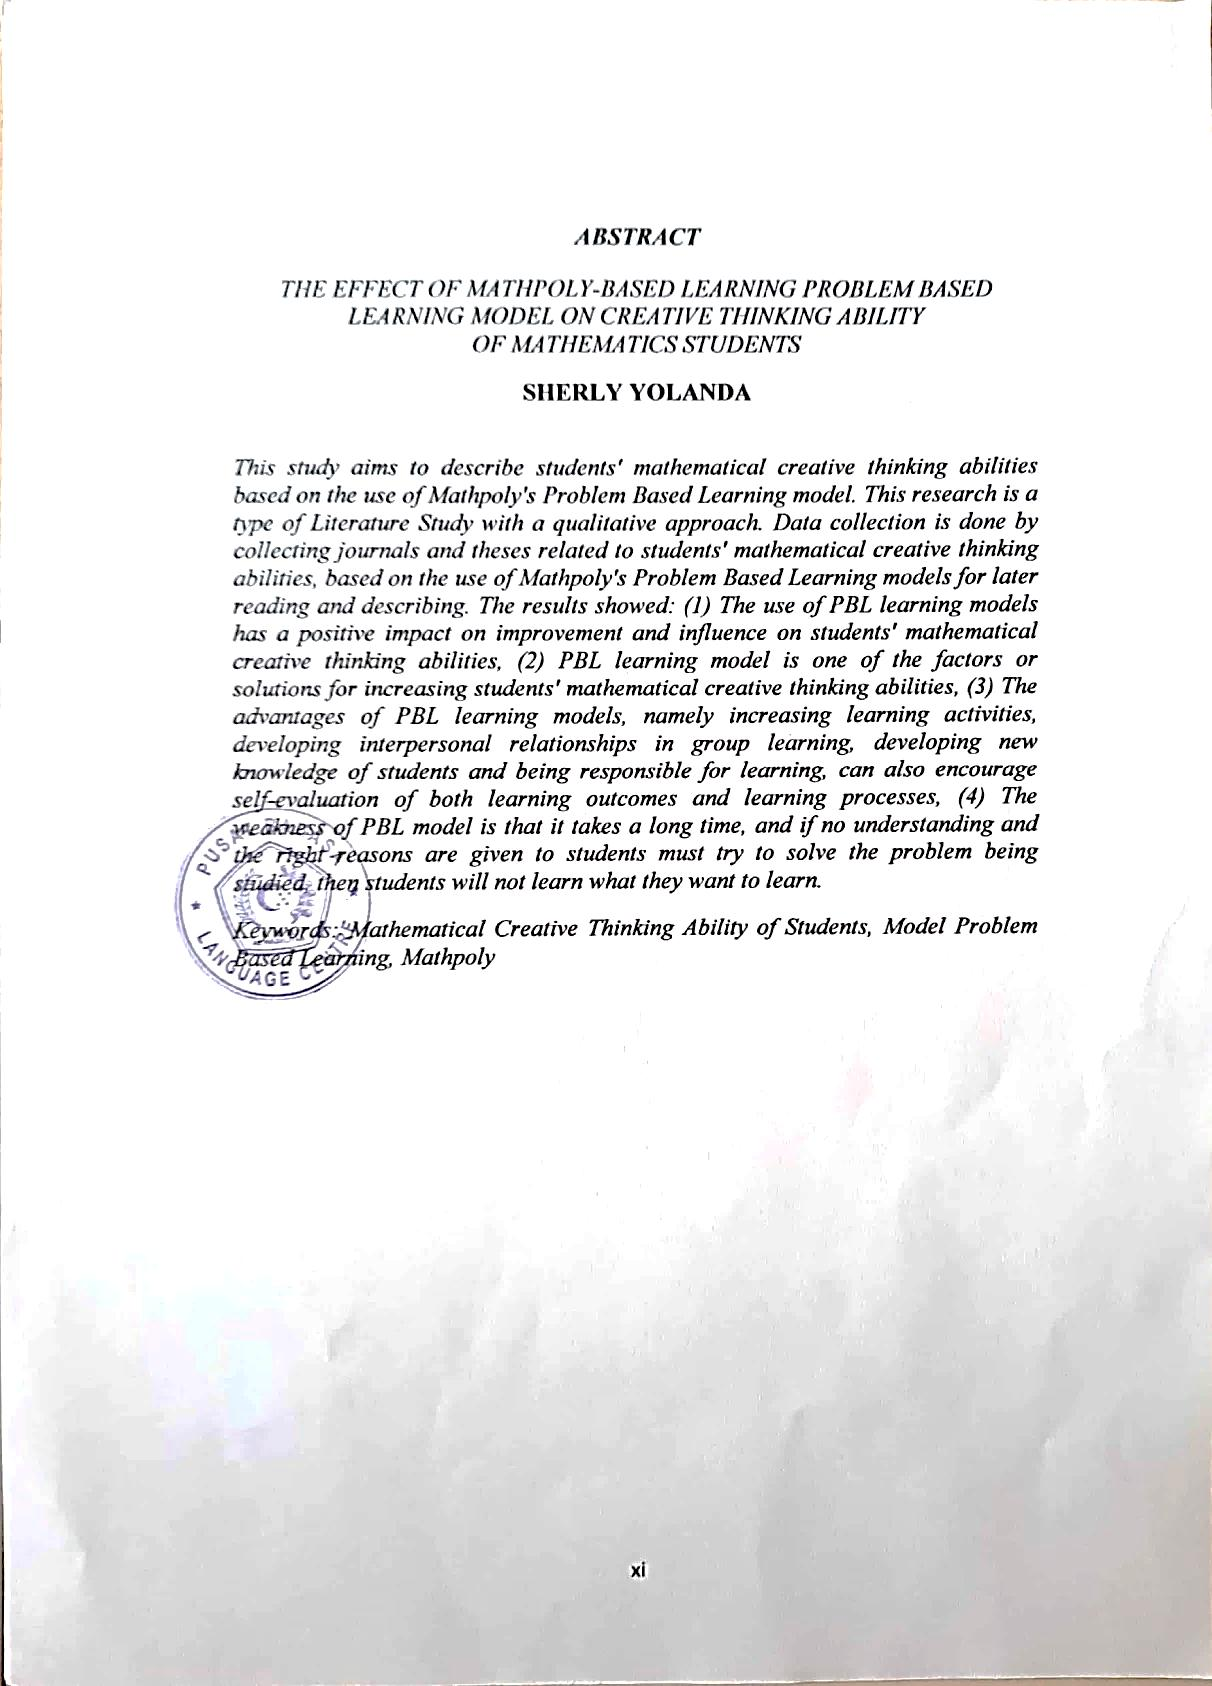 ABSTRACT
THE EFFECT OF MATHPOLY-BASED LEARNING PROBLEM BASED
LEARNING MODEL ON CREATIVE THINKING ABILITY
OF MATHEMATICS STUDENTS
SHERLY YOLANDA
This study aims to describe students' mathematical creative thinking abilities
based on the use of Mathpoly's Problem Based Learning model. This research is a
type of Literature Study with a qualitative approach. Data collection is done by
collecting journals and theses related to students' mathematical creative thinking
abilities, based on the use of Mathpoly's Problem Based Learning models for later
reading and describing. The results showed: (1) The use of PBL learning models
has a positive impact on improvement and influence on students' mathematical
creative thinking abilities, (2) PBL learning model is one of the factors or
solutions for increasing students' mathematical creative thinking abilities, (3) The
advantages of PBL learning models, namely increasing learning activities,
developing interpersonal relationships in group learning, developing new
knowledge of students and being responsible for learning, can also encourage
self-evaluation of both learning outcomes and learning processes, (4) The
weakness of PBL model is that it takes a long time, and if no understanding and
the right reasons are given to students must try to solve the problem being
studied, then students will not learn what they want to learn.
Keywords: Mathematical Creative Thinking Ability of Students, Model Problem
Based Learning, Mathpoly
LANGUAGE CENTRE
xi